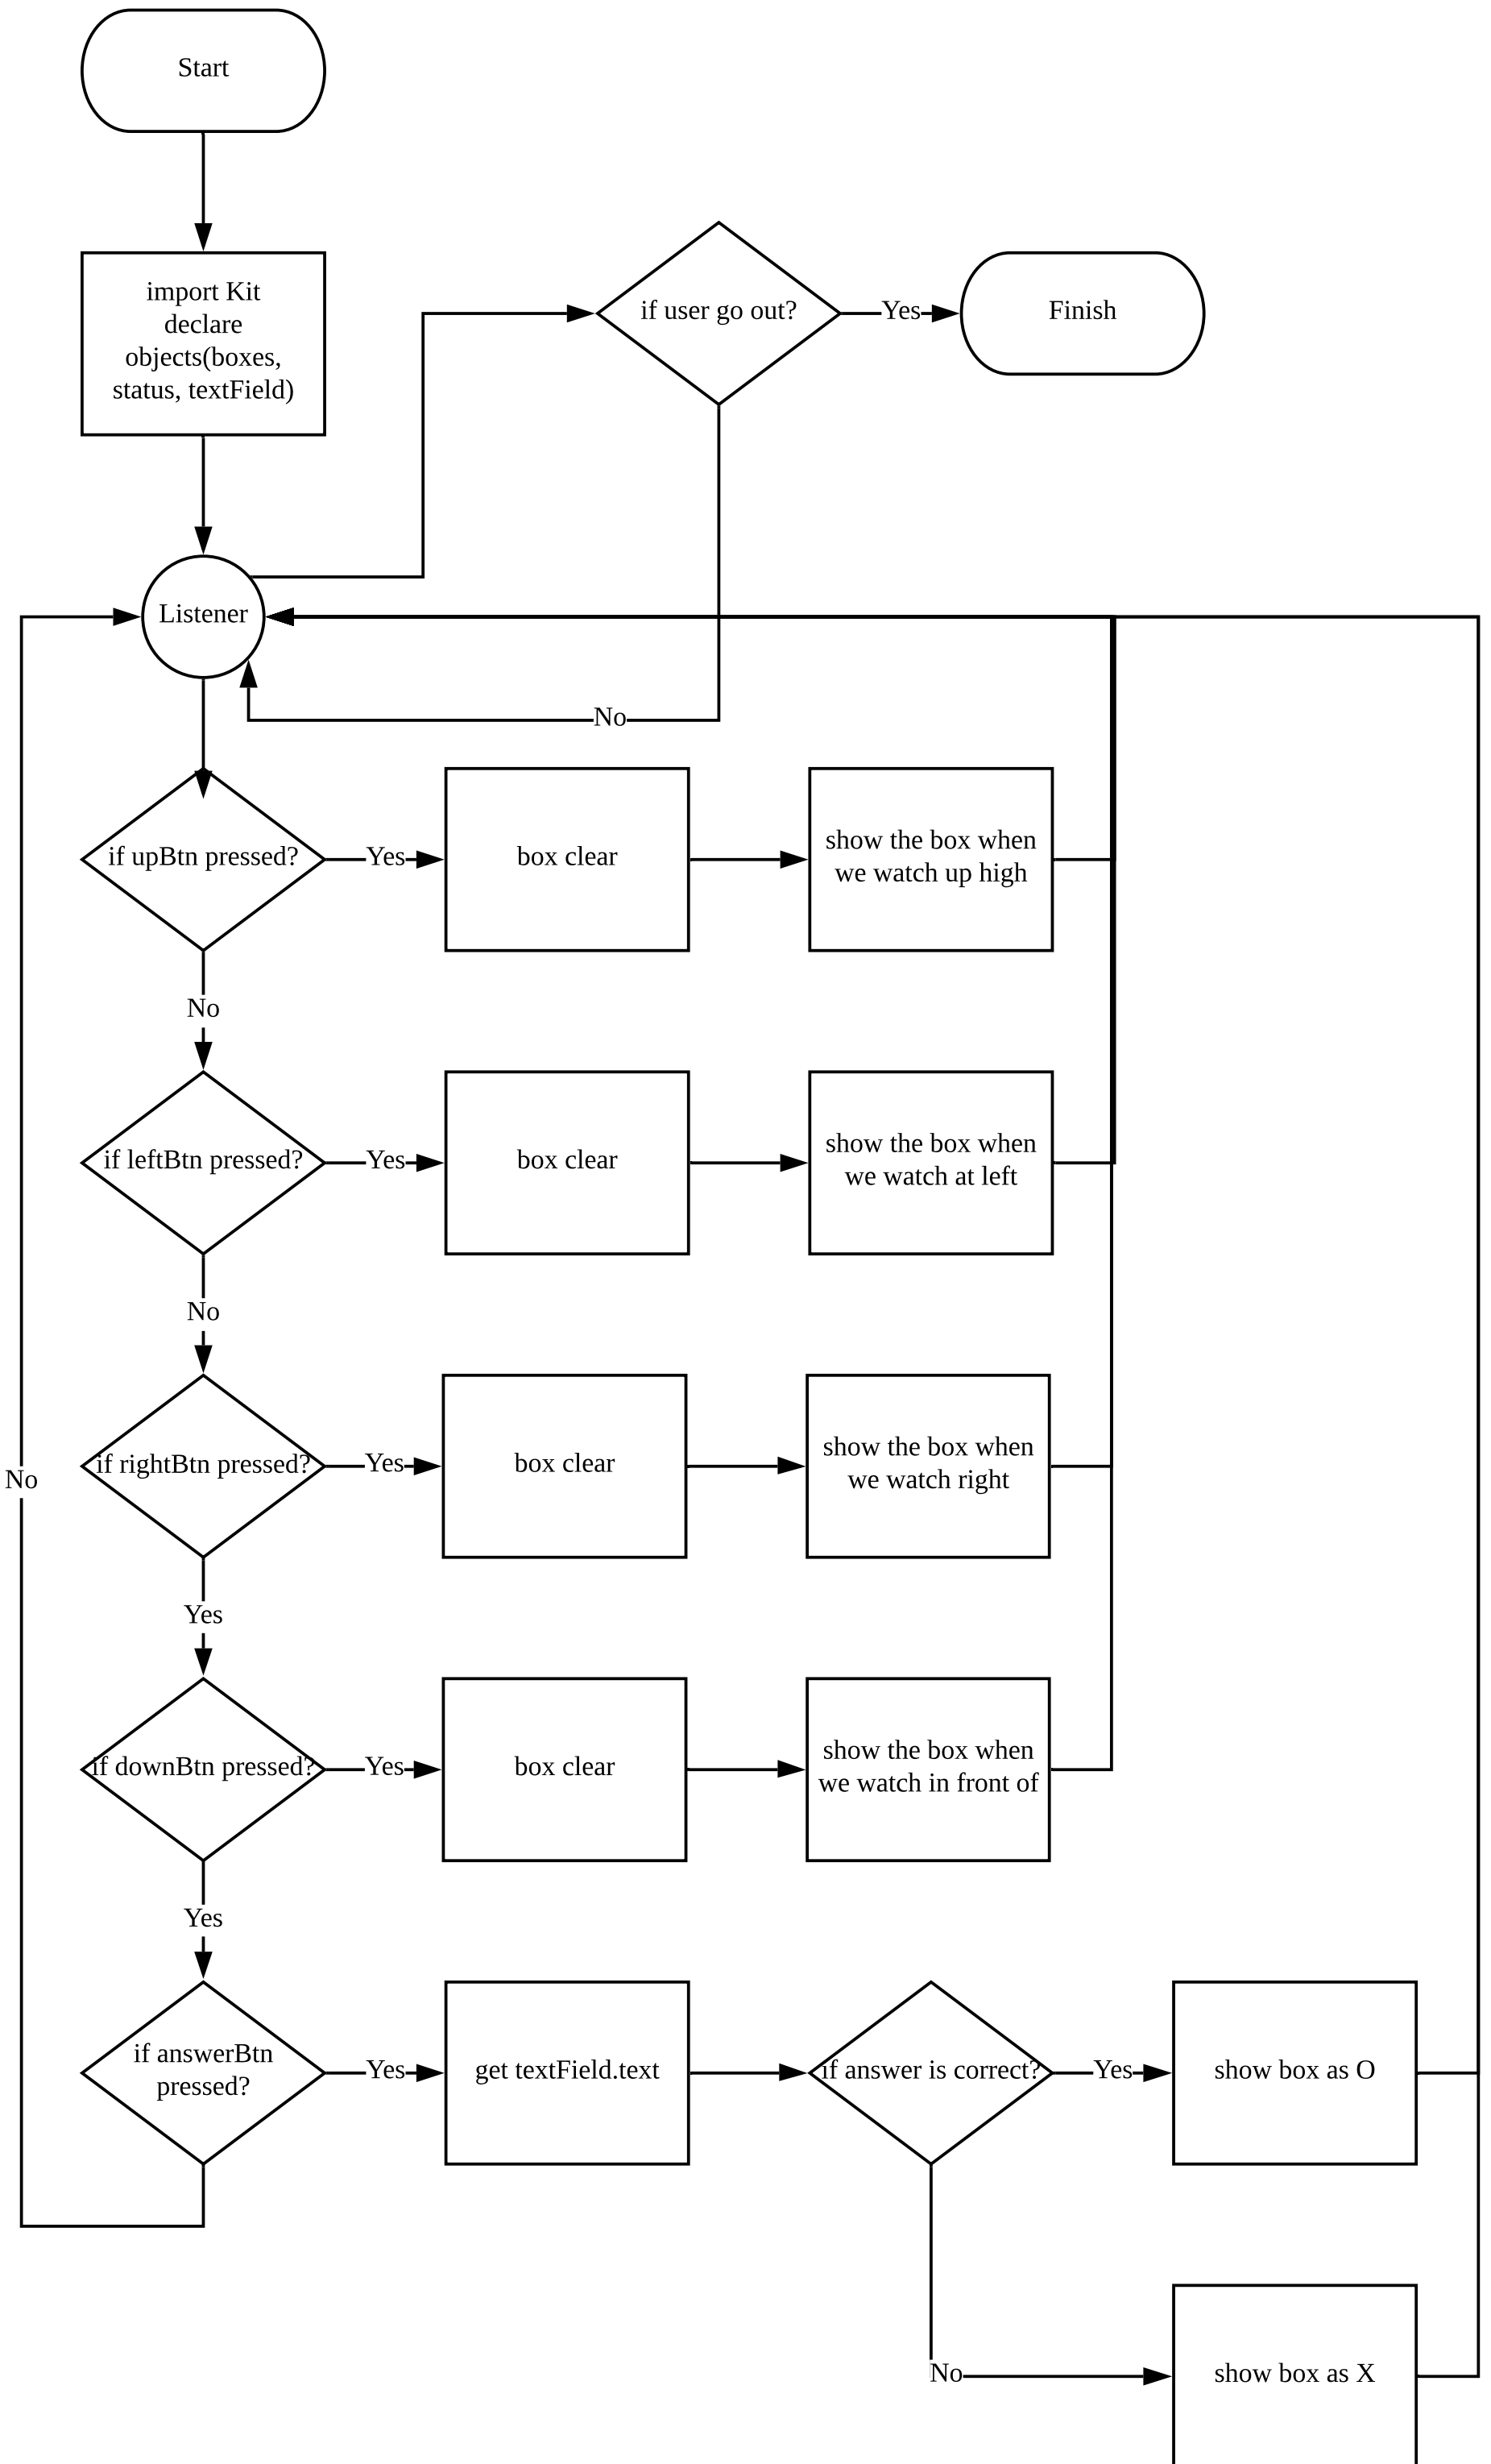 Start
import Kit
declare
objects(boxes,
status, textField)
if user go out?
Yes
Finish
Listener
No
if upBtn pressed?
Yes
box clear
show the box when
we watch up high
No
if leftBtn pressed?
Yes
box clear
show the box when
we watch at left
No
if rightBtn pressed?
Yes
box clear
show the box when
we watch right
No
Yes
if downBtn pressed?
Yes
box clear
show the box when
we watch in front of
Yes
if answerBtn
pressed?
Yes
get textField.text
if answer is correct?
Yes
show box as O
No
show box as X